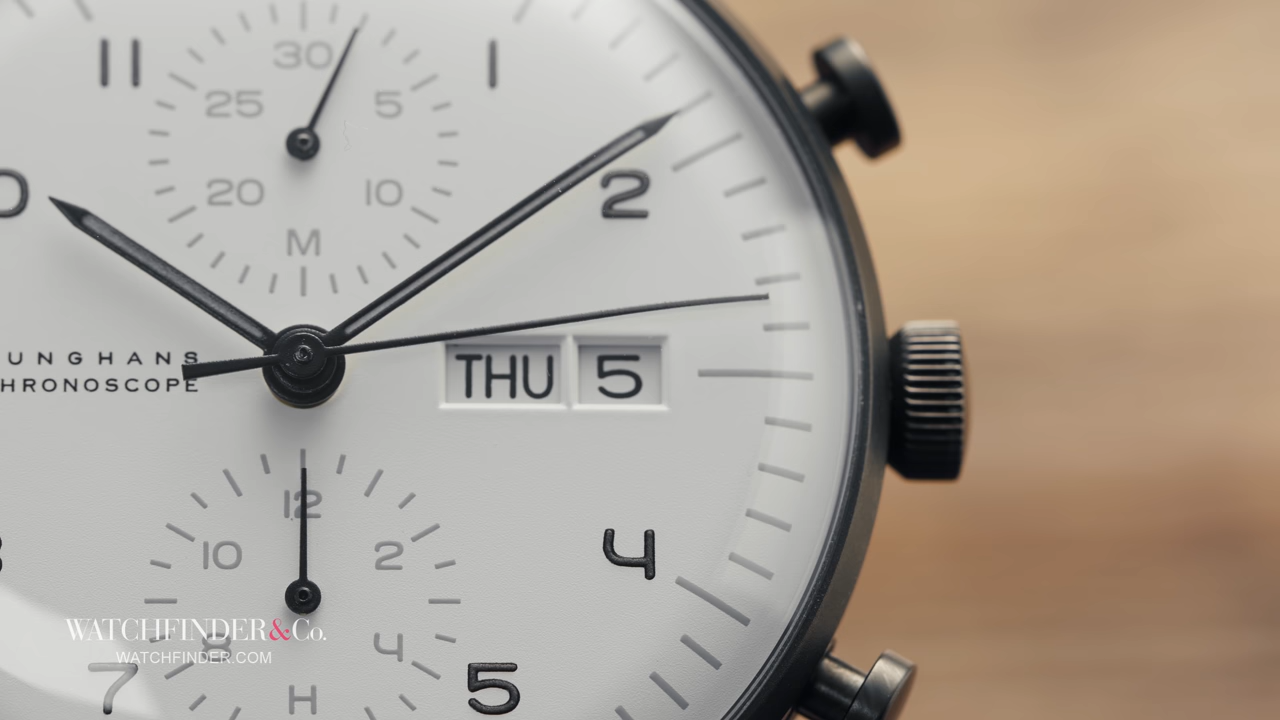 30
11 1
25 5
20 10
2
M
UNGHANS
HRONOSCOPE
THU 5
12
10 2
4
8 4
7 5
H
WATCHFINDER&Co.
WATCHFINDER.COM